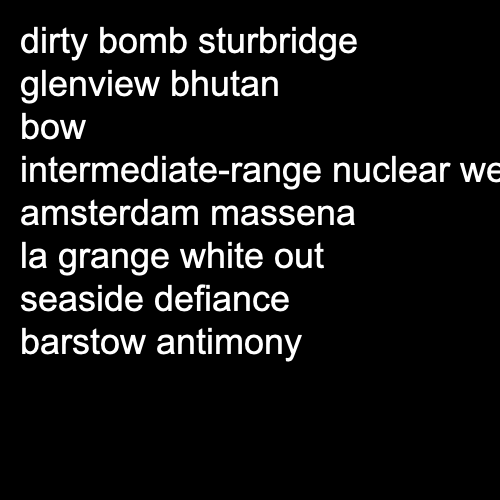 dirty bomb sturbridge
glenview bhutan
bow
intermediate-range nuclear
amsterdam massena
la grange white out
seaside defiance
barstow antimony